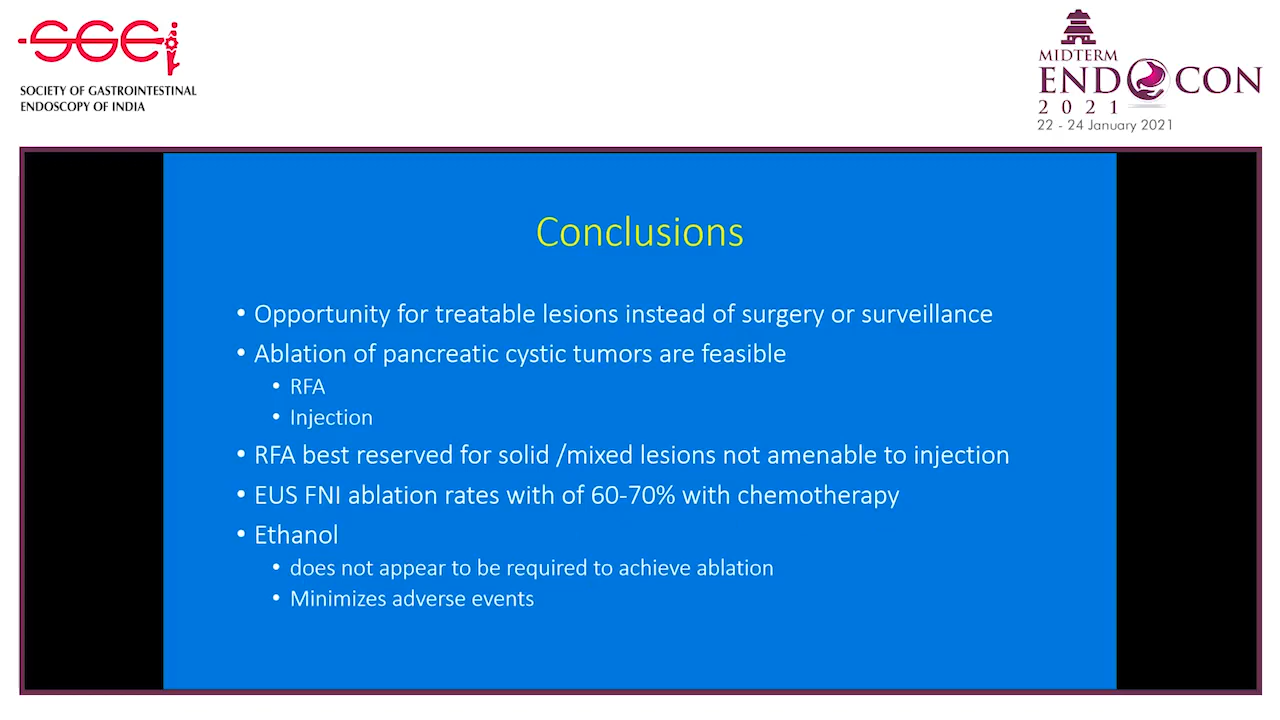 SGEi
SOCIETY OF GASTROINTESTINAL
ENDOSCOPY OF INDIA
MIDTERM
ENDOCON
2021
22 - 24 January 2021
Conclusions
• Opportunity for treatable lesions instead of surgery or surveillance
• Ablation of pancreatic cystic tumors are feasible
• RFA
• Injection
• RFA best reserved for solid /mixed lesions not amenable to injection
• EUS FNI ablation rates with of 60-70% with chemotherapy
• Ethanol
• does not appear to be required to achieve ablation
• Minimizes adverse events